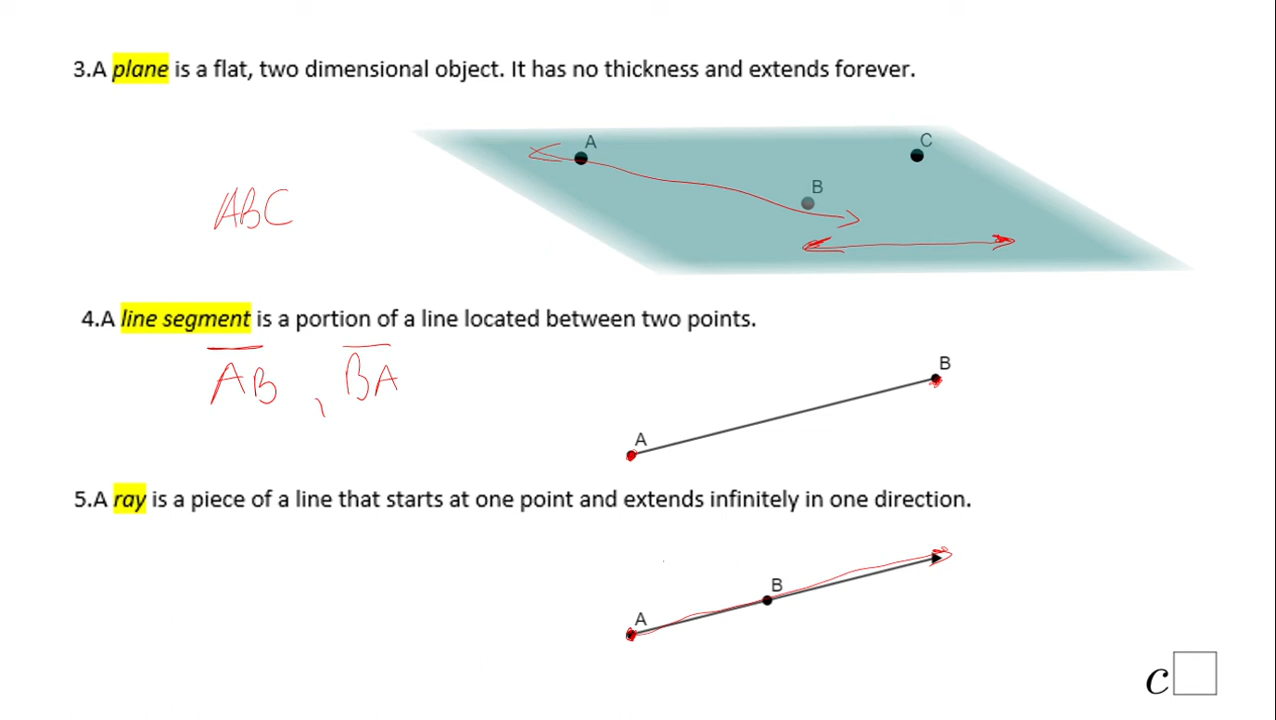 3.A plane is a flat, two dimensional object. It has no thickness and extends forever.
A
C
B
ABC
4.A line segment is a portion of a line located between two points.
AB , BA
B
A
5.A ray is a piece of a line that starts at one point and extends infinitely in one direction.
B
A
c